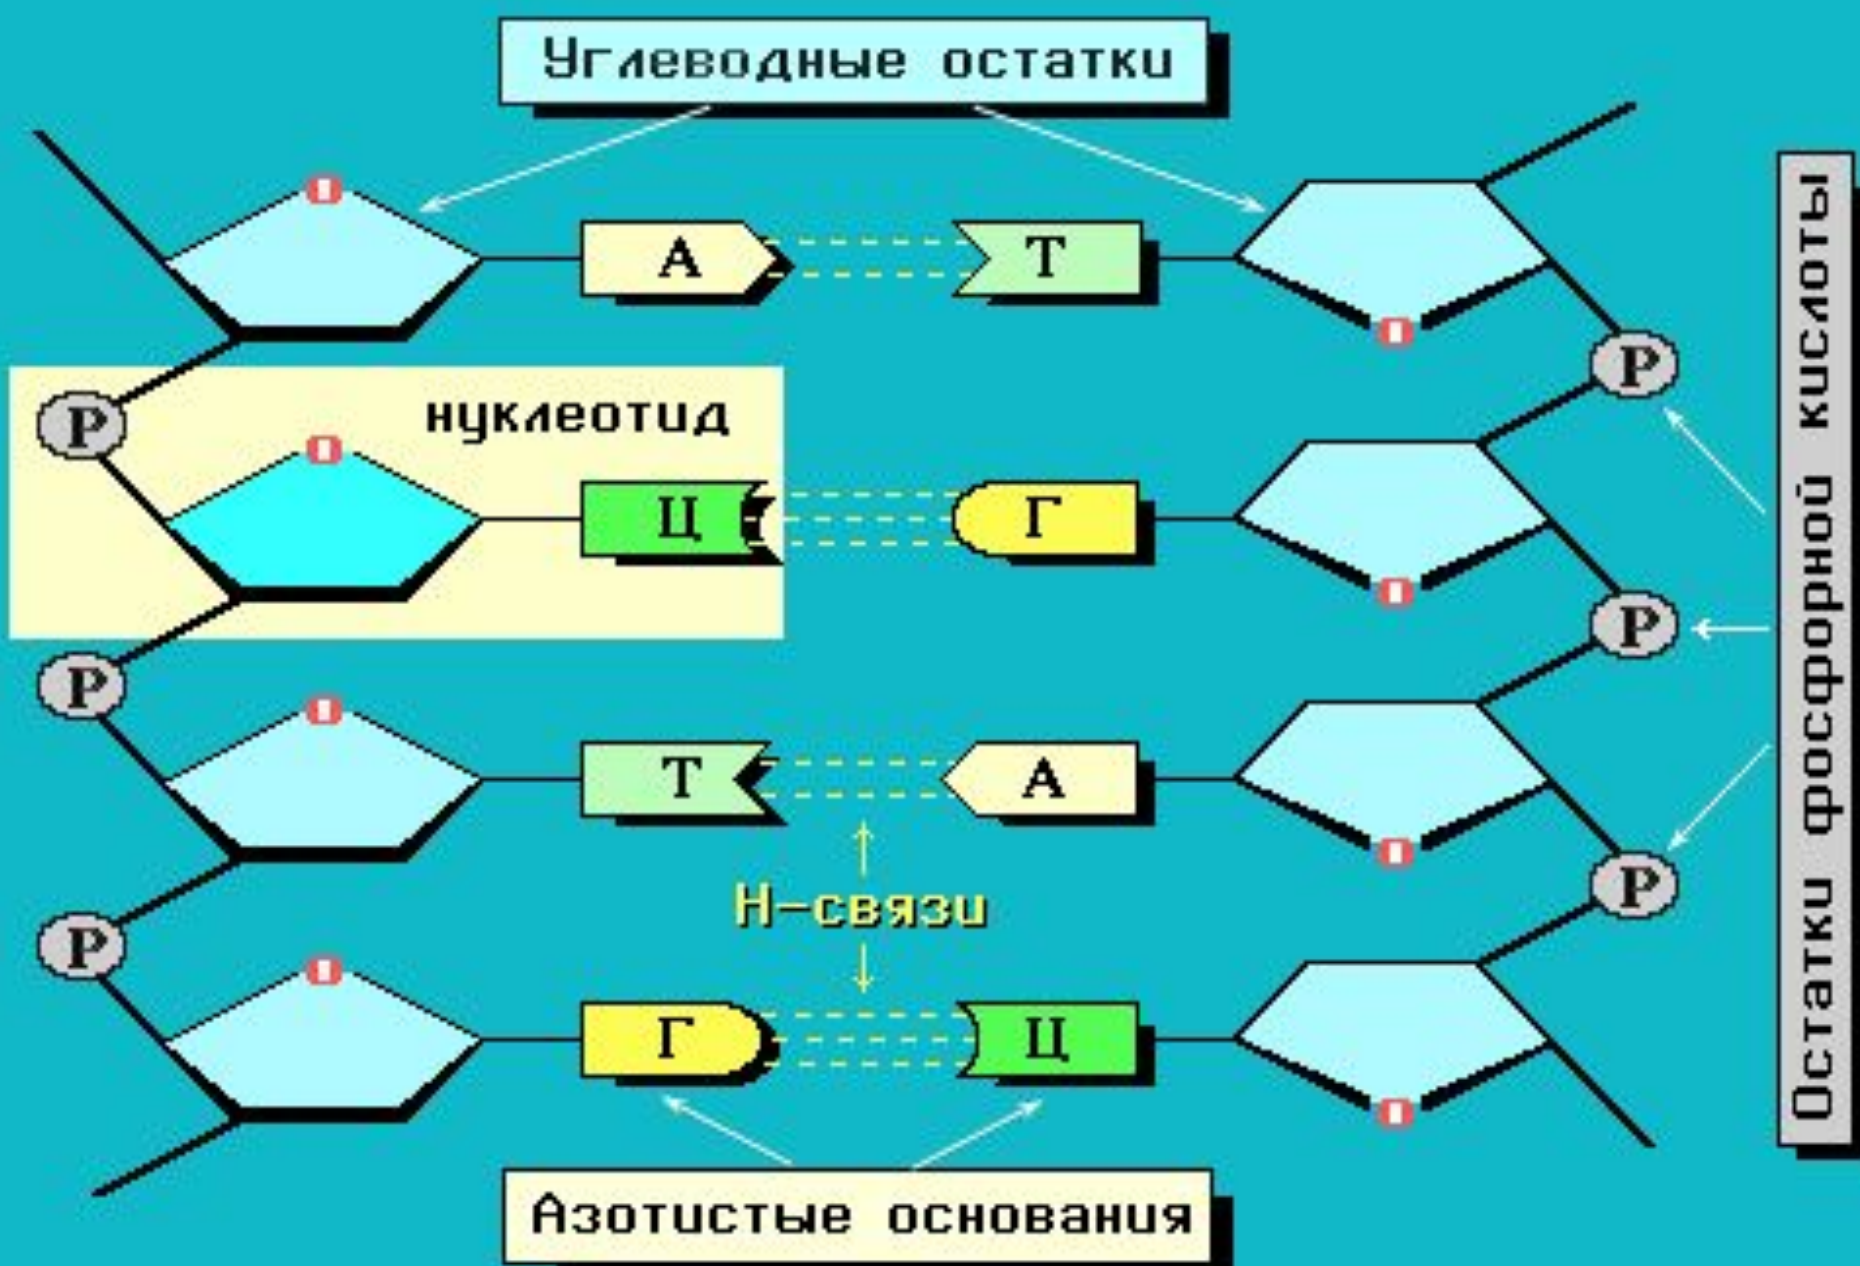 Углеводные остатки
А
Т
Р
Р
нуклеотид
Ц
Г
Р
Р
Т
А
Р
Н-связи
Р
Г
Ц
Азотистые основания
Остатки фосфорной кислоты